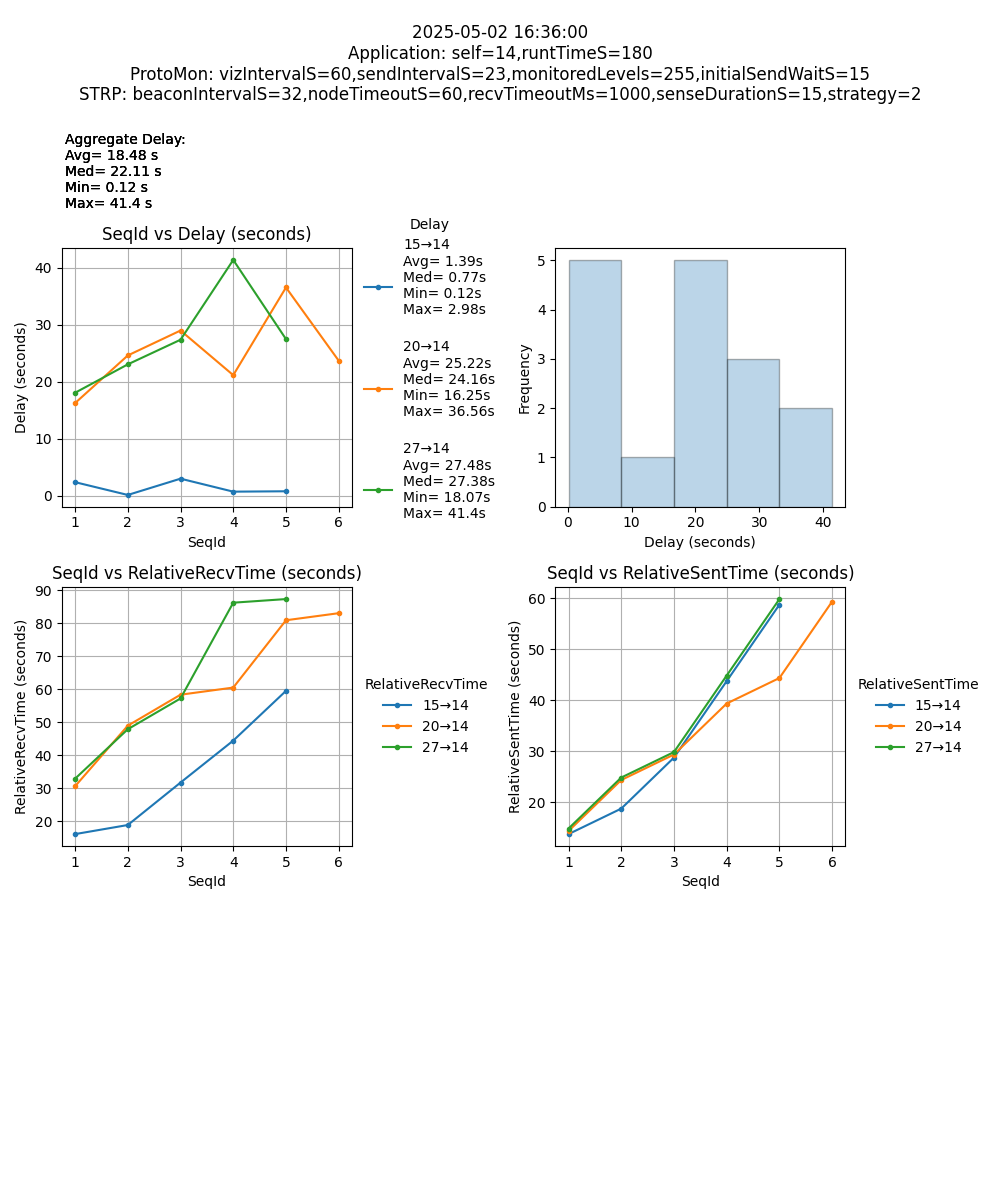 2025-05-02 16:36:00
Application: self=14,runTimeS=180
ProtoMon: vizIntervalS=60,sendIntervalS=23,monitoredLevels=255,initialSendWaitS=15
STRP: beaconIntervalS=32,nodeTimeoutS=60,recvTimeoutMs=1000,senseDurationS=15,strategy=2
Aggregate Delay:
Avg= 18.48 s
Med= 22.11 s
Min= 0.12 s
Max= 41.4 s
SeqId vs Delay (seconds)
Delay (seconds)
40
30
20
10
0
1 2 3 4 5 6
SeqId
Delay
15→14
Avg= 1.39s
Med= 0.77s
Min= 0.12s
Max= 2.98s
20→14
Avg= 25.22s
Med= 24.16s
Min= 16.25s
Max= 36.56s
27→14
Avg= 27.48s
Med= 27.38s
Min= 18.07s
Max= 41.4s
Frequency
5
4
3
2
1
0
0 10 20 30 40
Delay (seconds)
SeqId vs RelativeRecvTime (seconds)
RelativeRecvTime (seconds)
90
80
70
60
50
40
30
20
1 2 3 4 5 6
SeqId
RelativeRecvTime
15→14
20→14
27→14
SeqId vs RelativeSentTime (seconds)
RelativeSentTime (seconds)
60
50
40
30
20
1 2 3 4 5 6
SeqId
RelativeSentTime
15→14
20→14
27→14